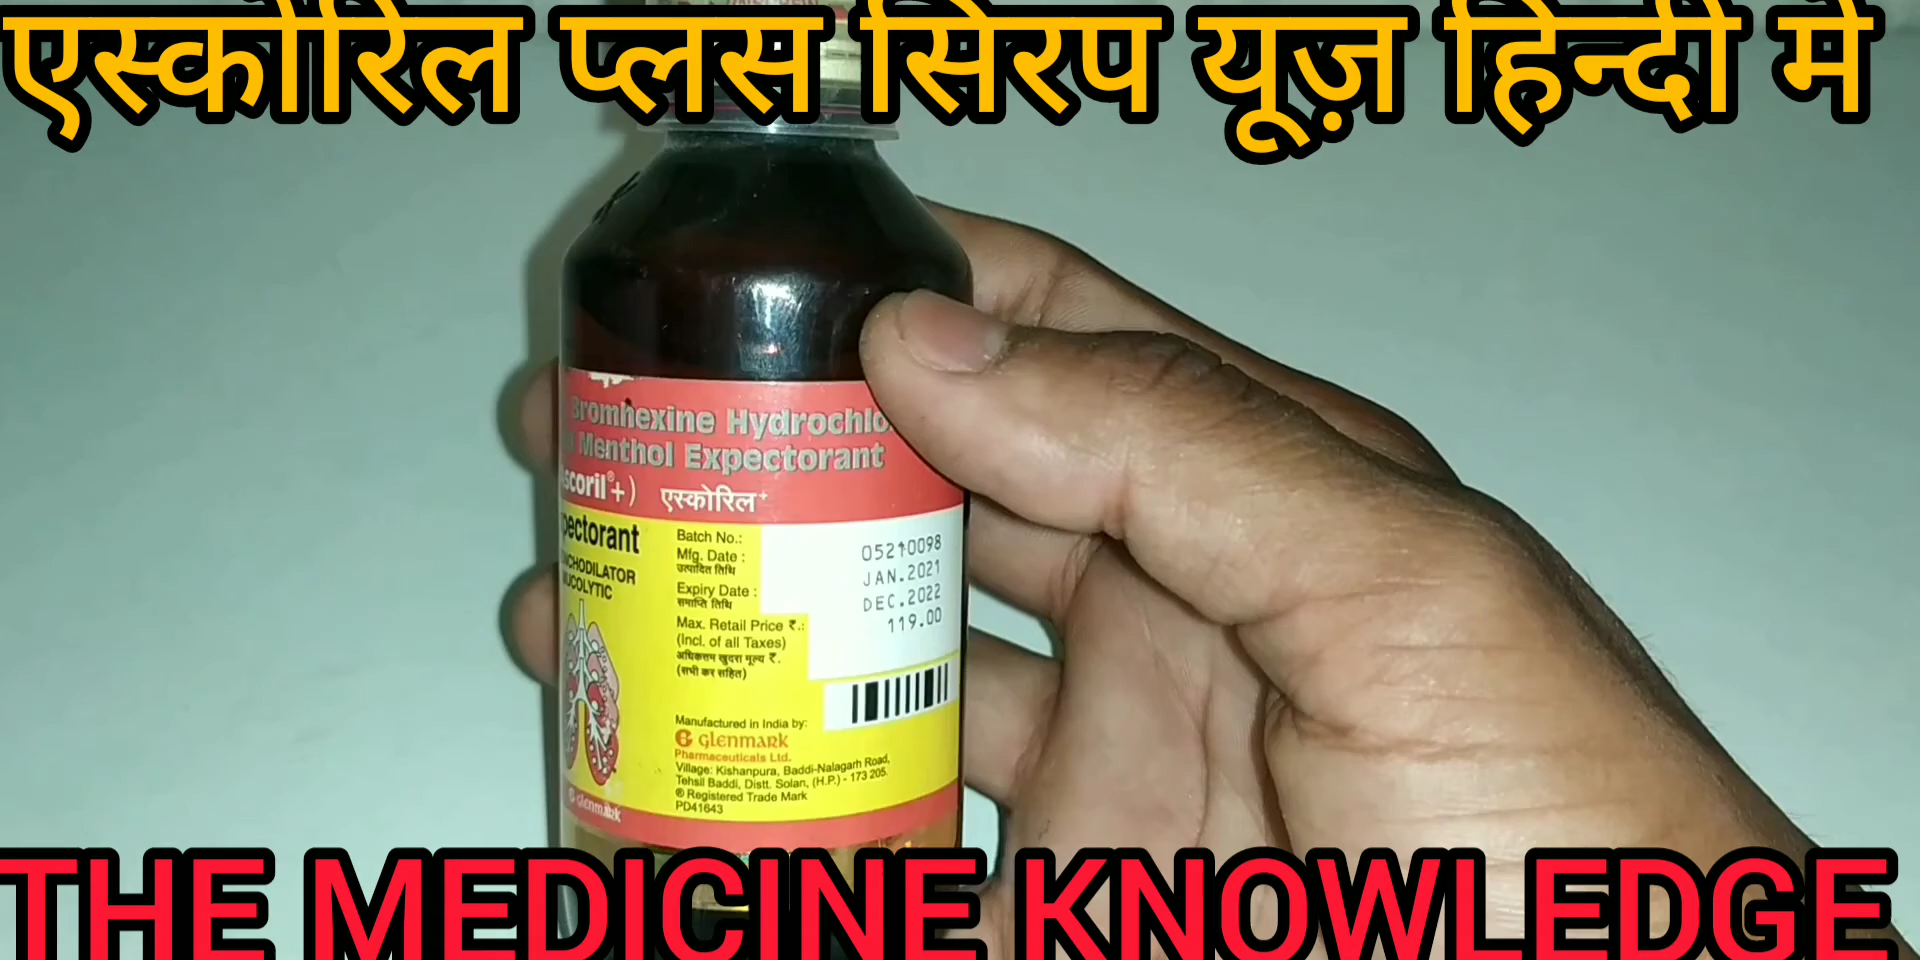 एस्कोरिल प्लस सिरप यूज़ हिन्दी में
Bromhexine Hydrochlo
Menthol Expectorant
scoril®+) एस्कोरिल+
pectorant
NCHODILATOR
MUCOLYTIC
Batch No.: 05210098
Mfg. Date : JAN.2021
उत्पादित तिथि
Expiry Date : DEC.2022
समाप्ति तिथि
Max. Retail Price ₹.: 119.00
(Incl. of all Taxes)
अधिकतम खुदरा मूल्य ₹.
(सभी कर सहित)
Manufactured in India by:
glenmark
Pharmaceuticals Ltd.
Village: Kishanpura, Baddi-Nalagarh Road,
Tehsil Baddi, Distt. Solan, (H.P.) - 173 205.
® Registered Trade Mark
PD41643
glenmark
THE MEDICINE KNOWLEDGE